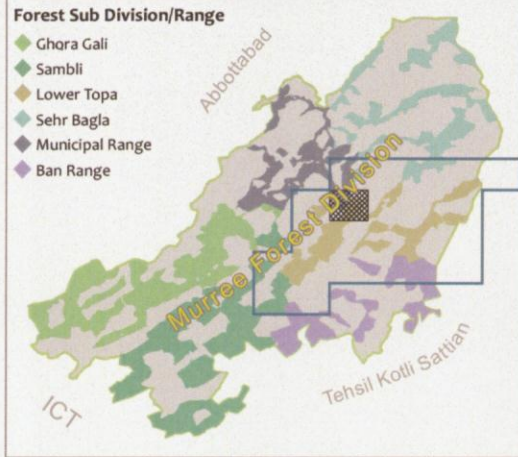 Forest Sub Division/Range
Ghora Gali
Sambli
Lower Topa
Sehr Bagla
Municipal Range
Ban Range
Abbottabad
Murree Forest Division
Tehsil Kotli Sattian
ICT